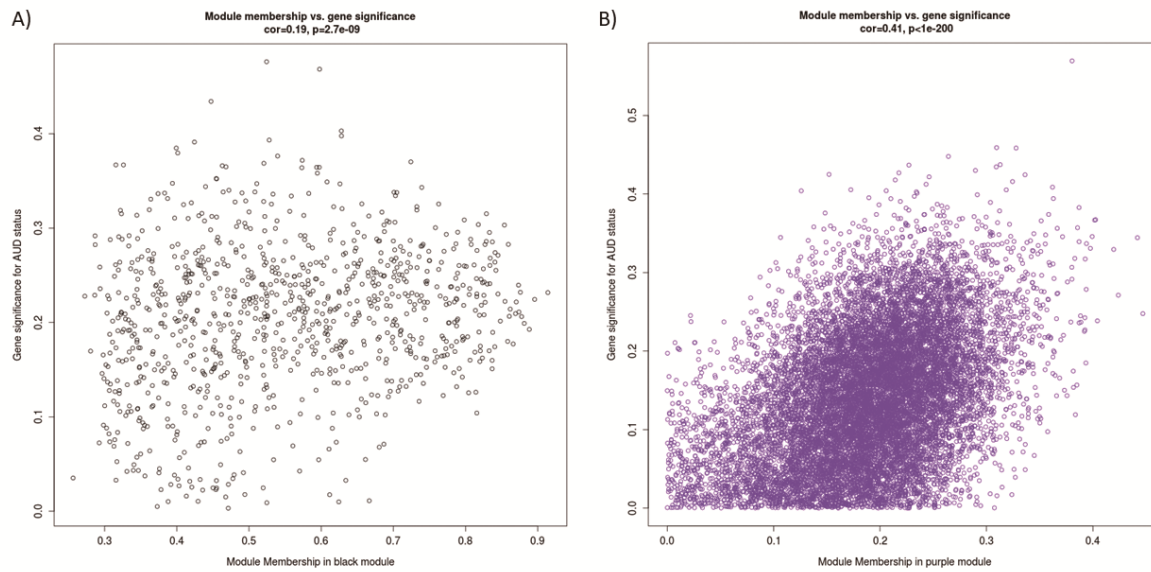 A)
Module membership vs. gene significance
cor=0.19, p=2.7e-09
Gene significance for AUD status
0.4
0.3
0.2
0.1
0.0
0.3 0.4 0.5 0.6 0.7 0.8 0.9
Module Membership in black module
B)
Module membership vs. gene significance
cor=0.41, p<1e-200
Gene significance for AUD status
0.5
0.4
0.3
0.2
0.1
0.0
0.0 0.1 0.2 0.3 0.4
Module Membership in purple module